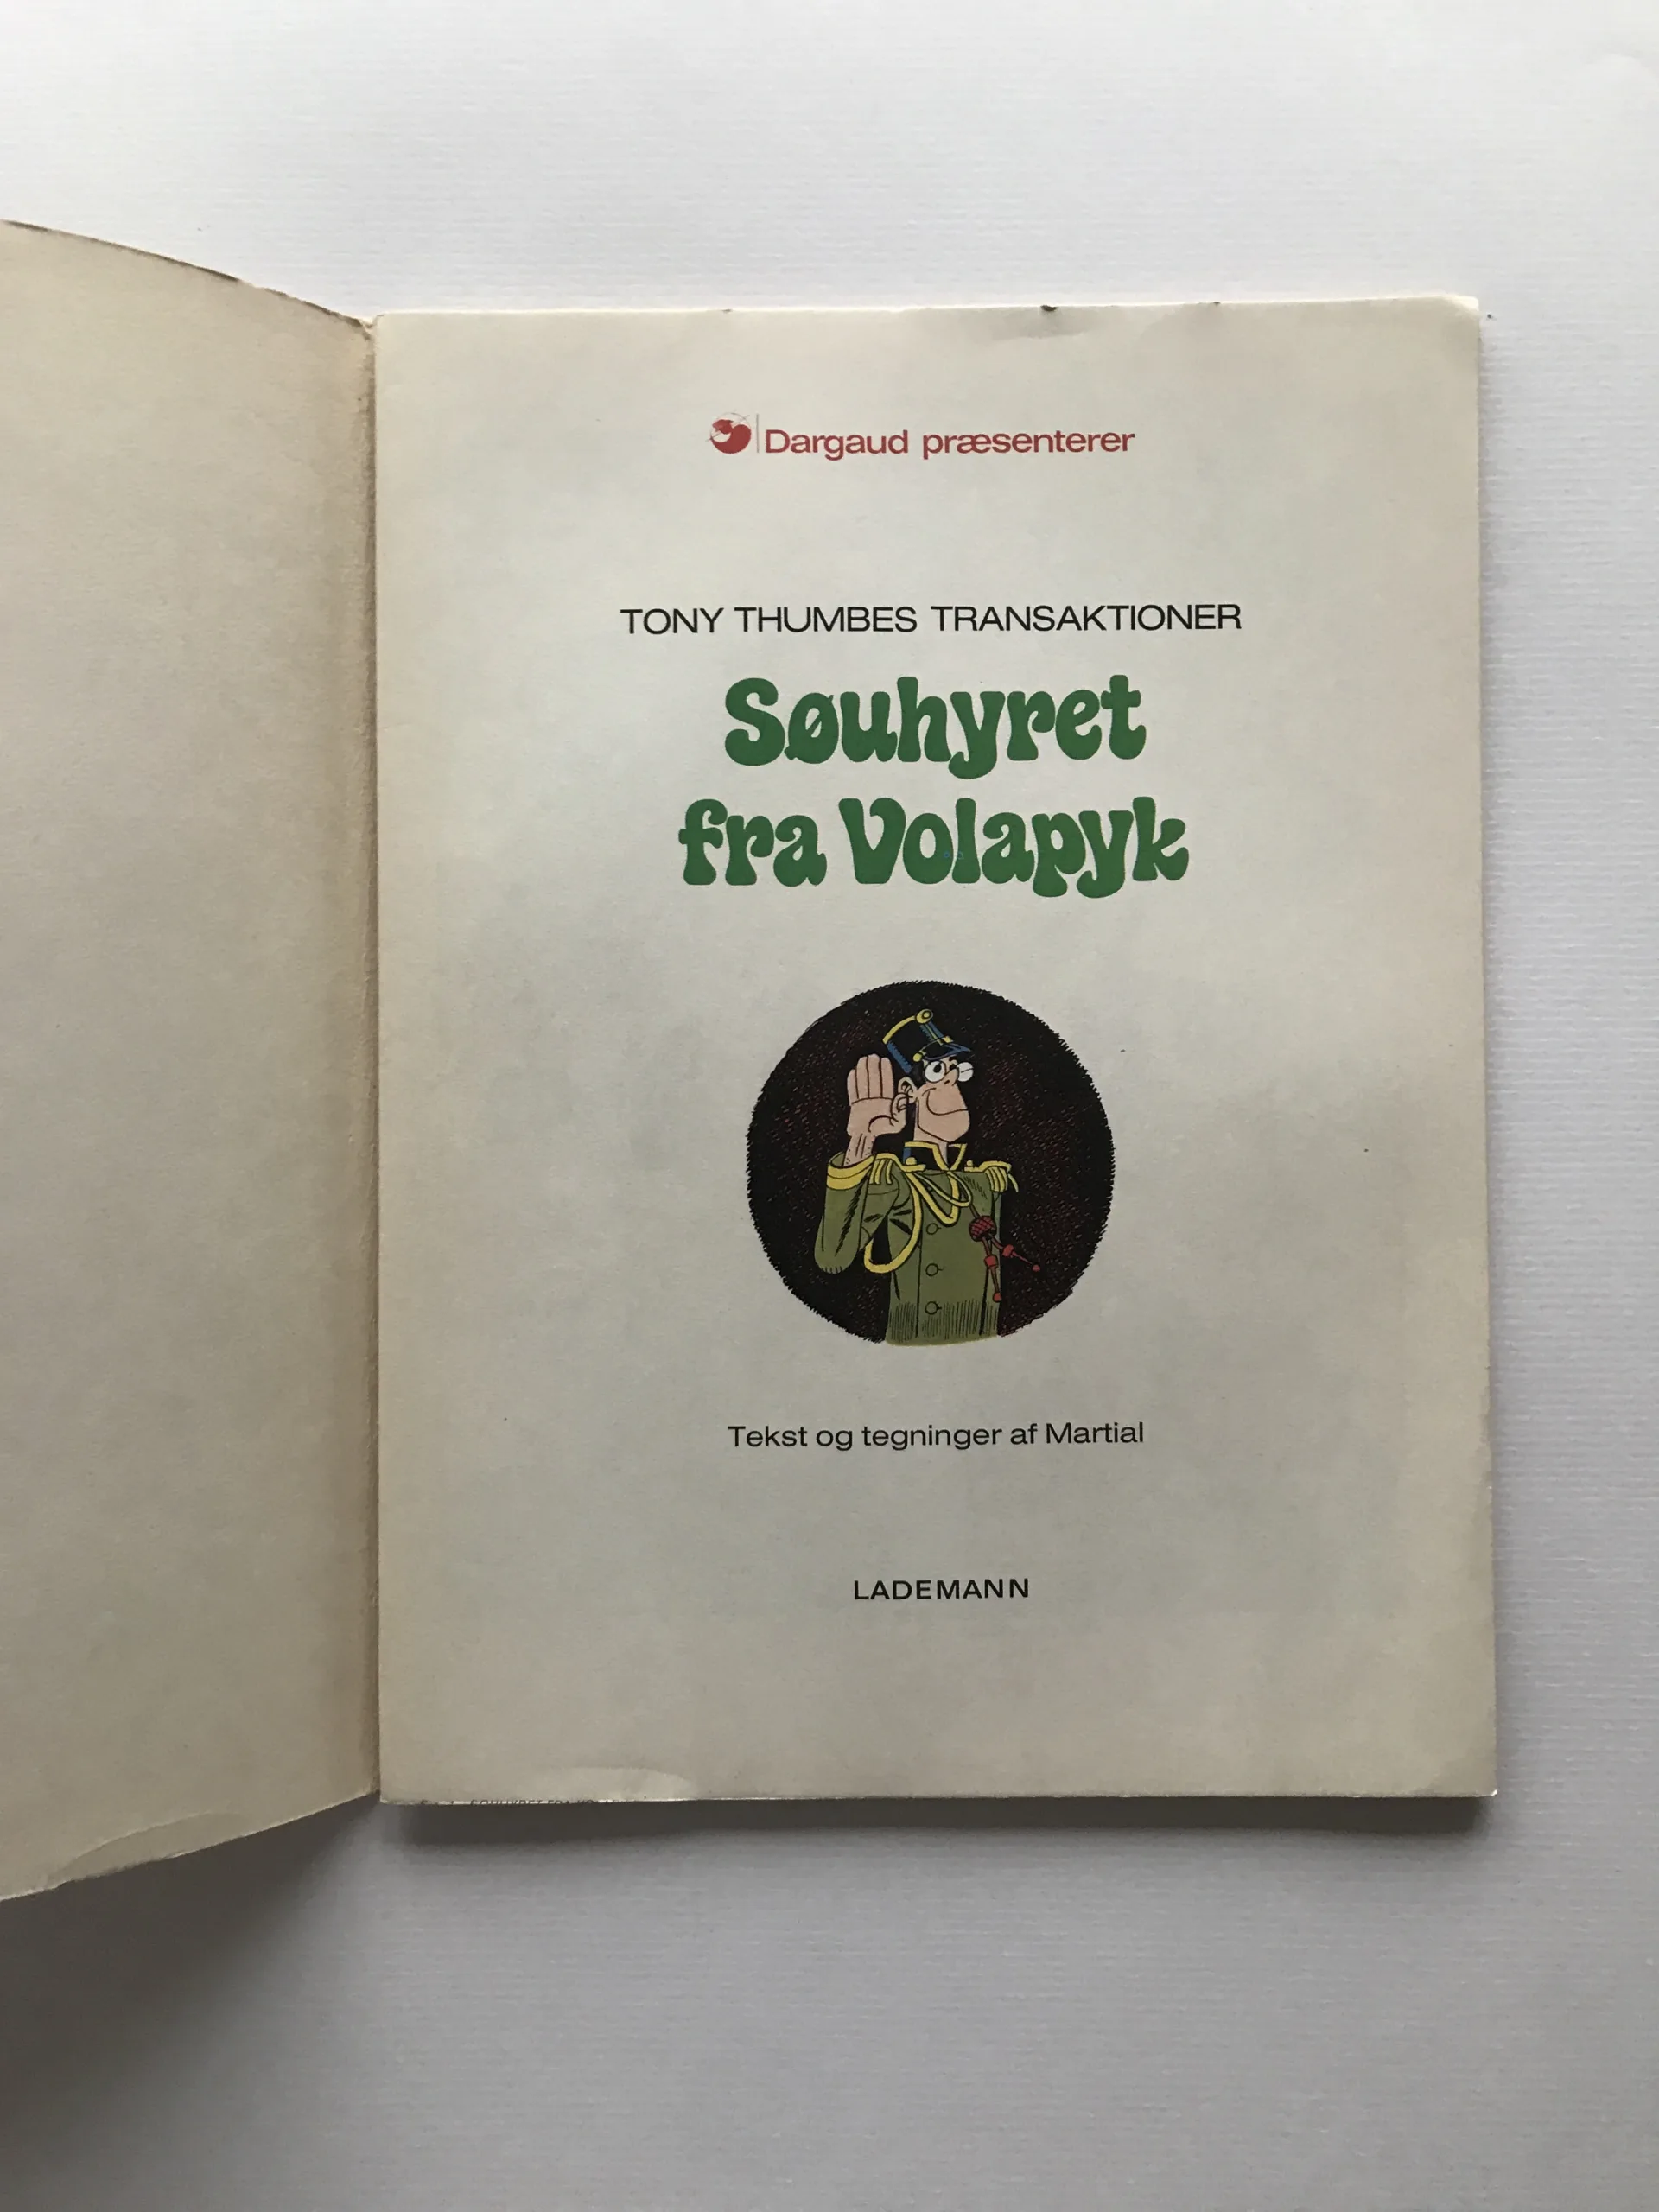 Dargaud præsenterer
TONY THUMBES TRANSAKTIONER
Søuhyret
fra Volapyk
Tekst og tegninger af Martial
LADEMANN